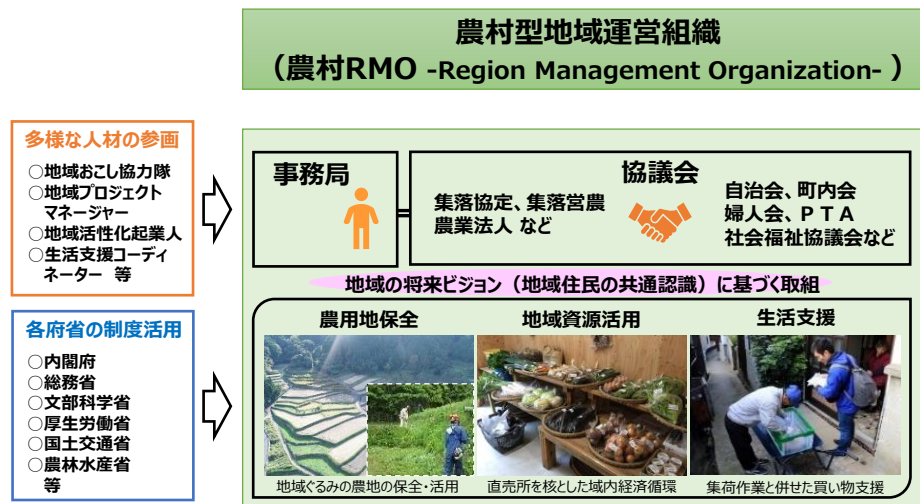 農村型地域運営組織
（農村RMO -Region Management Organization- ）
多様な人材の参画
○地域おこし協力隊
○地域プロジェクト
マネージャー
○地域活性化起業人
○生活支援コーディ
ネーター 等
各府省の制度活用
○内閣府
○総務省
○文部科学省
○厚生労働省
○国土交通省
○農林水産省
等
事務局
協議会
集落協定、集落営農
農業法人 など
自治会、町内会
婦人会、ＰＴＡ
社会福祉協議会など
地域の将来ビジョン（地域住民の共通認識）に基づく取組
農用地保全
地域ぐるみの農地の保全・活用
地域資源活用
直売所を核とした域内経済循環
生活支援
集荷作業と併せた買い物支援